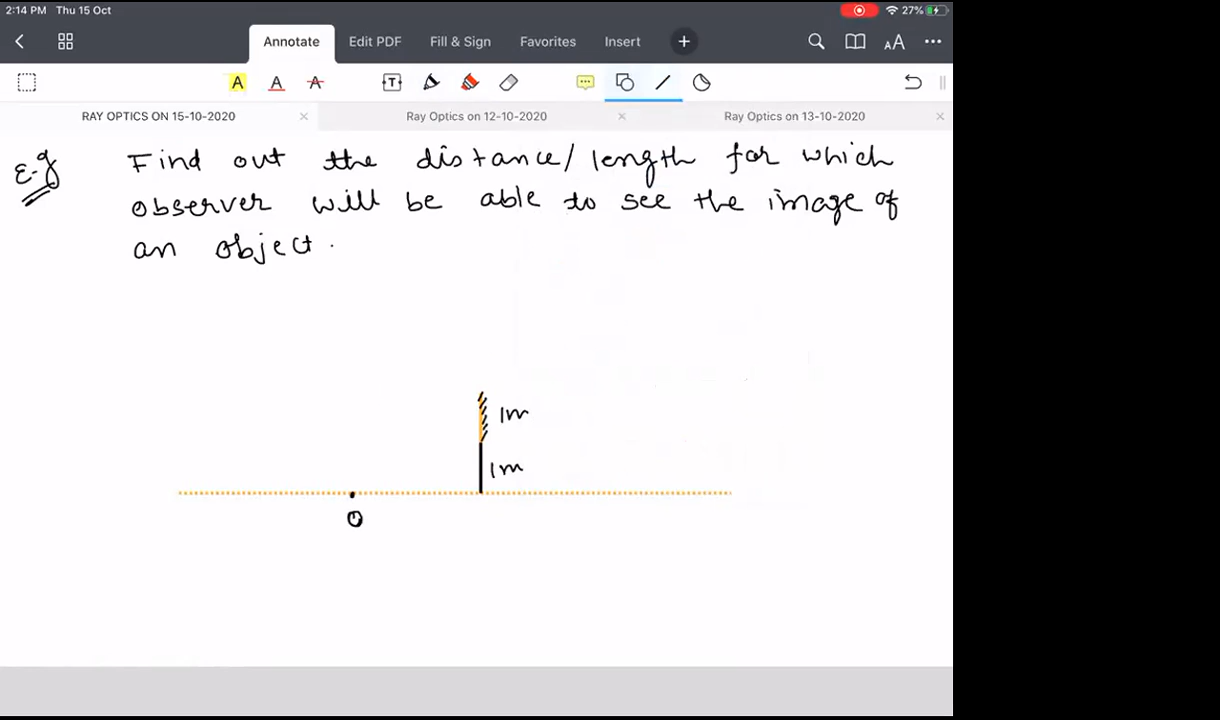 2:14 PM Thu 15 Oct
27%
Annotate Edit PDF Fill & Sign Favorites Insert
AA
A A A T
RAY OPTICS ON 15-10-2020 Ray Optics on 12-10-2020 Ray Optics on 13-10-2020
E.g Find out the distance/length for which
observer will be able to see the image of
an object.
1m
1m
O